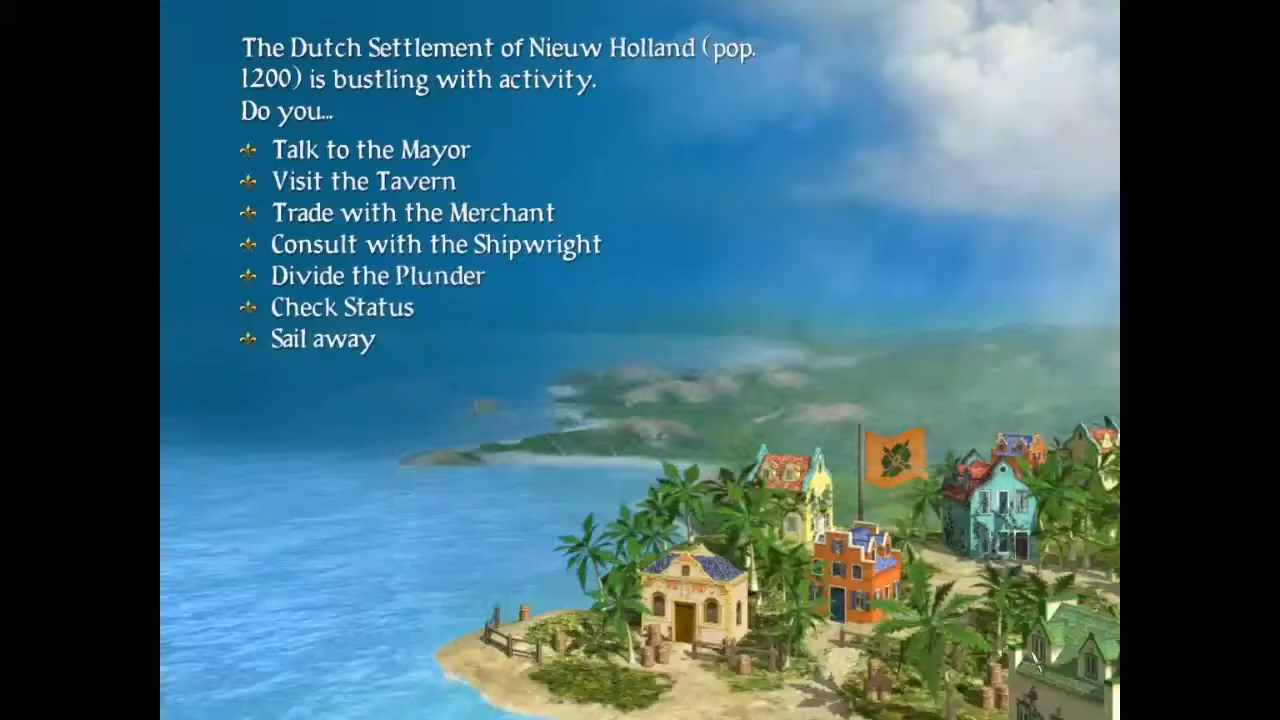 The Dutch Settlement of Nieuw Holland (pop.
1200) is bustling with activity.
Do you...
Talk to the Mayor
Visit the Tavern
Trade with the Merchant
Consult with the Shipwright
Divide the Plunder
Check Status
Sail away